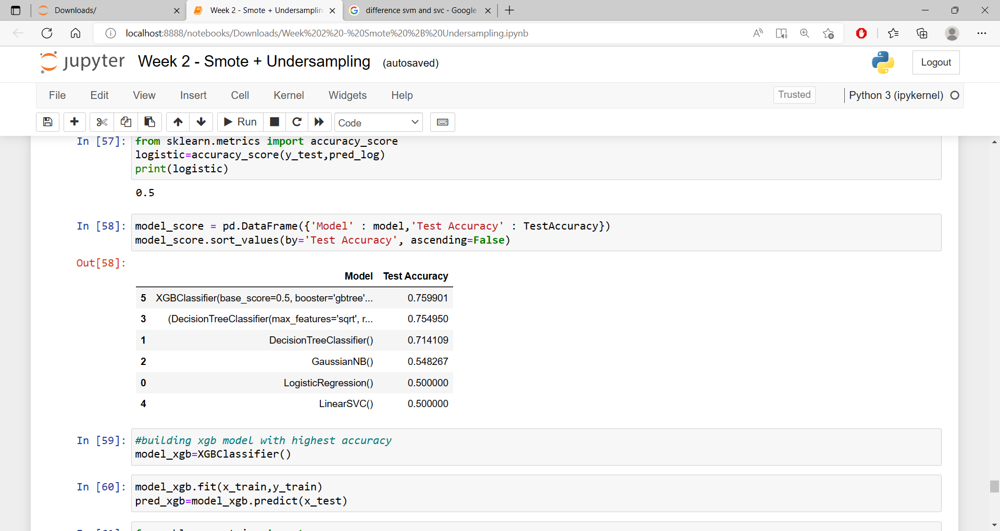 Downloads/
Week 2 - Smote + Undersamplin
difference svm and svc - Google
localhost:8888/notebooks/Downloads/Week%202%20-%20Smote%20%2B%20Undersampling.ipynb
jupyter Week 2 - Smote + Undersampling (autosaved)
Logout
File Edit View Insert Cell Kernel Widgets Help
Trusted
Python 3 (ipykernel)
Run
Code
In [57]: from sklearn.metrics import accuracy_score
logistic=accuracy_score(y_test,pred_log)
print(logistic)
0.5
In [58]: model_score = pd.DataFrame({'Model' : model,'Test Accuracy' : TestAccuracy})
model_score.sort_values(by='Test Accuracy', ascending=False)
Out[58]:
Model Test Accuracy
5 XGBClassifier(base_score=0.5, booster='gbtree'... 0.759901
3 (DecisionTreeClassifier(max_features='sqrt', r... 0.754950
1 DecisionTreeClassifier() 0.714109
2 GaussianNB() 0.548267
0 LogisticRegression() 0.500000
4 LinearSVC() 0.500000
In [59]: #building xgb model with highest accuracy
model_xgb=XGBClassifier()
In [60]: model_xgb.fit(x_train,y_train)
pred_xgb=model_xgb.predict(x_test)